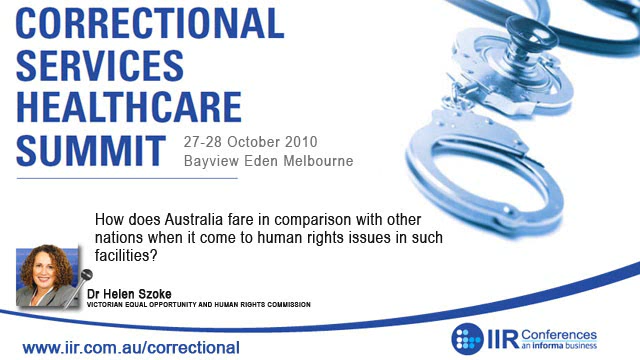 CORRECTIONAL
SERVICES
HEALTHCARE
SUMMIT
27-28 October 2010
Bayview Eden Melbourne
How does Australia fare in comparison with other
nations when it come to human rights issues in such
facilities?
Dr Helen Szoke
VICTORIAN EQUAL OPPORTUNITY AND HUMAN RIGHTS COMMISSION
www.iir.com.au/correctional
IIR Conferences
an informa business